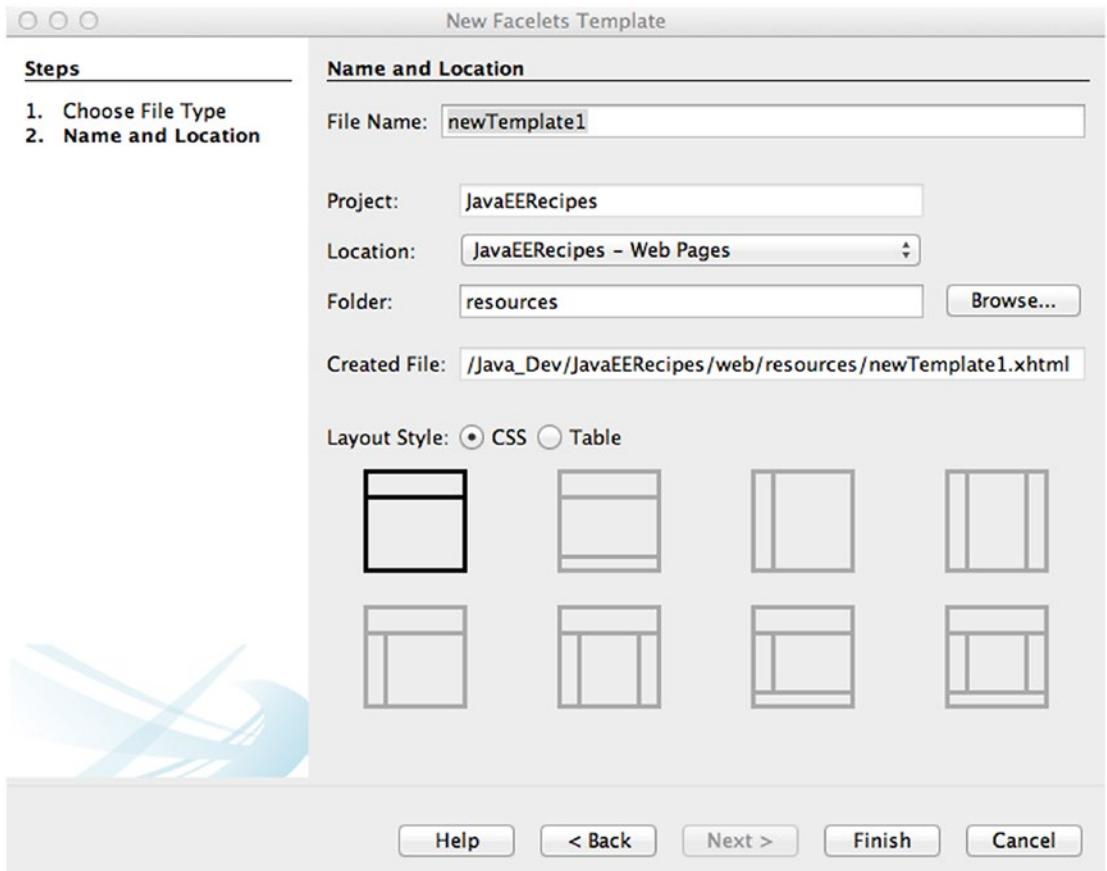 New Facelets Template
Steps
1. Choose File Type
2. Name and Location
Name and Location
File Name: newTemplate1
Project: JavaEERecipes
Location: JavaEERecipes – Web Pages
Folder: resources Browse...
Created File: /Java_Dev/JavaEERecipes/web/resources/newTemplate1.xhtml
Layout Style: CSS Table
Help < Back Next > Finish Cancel